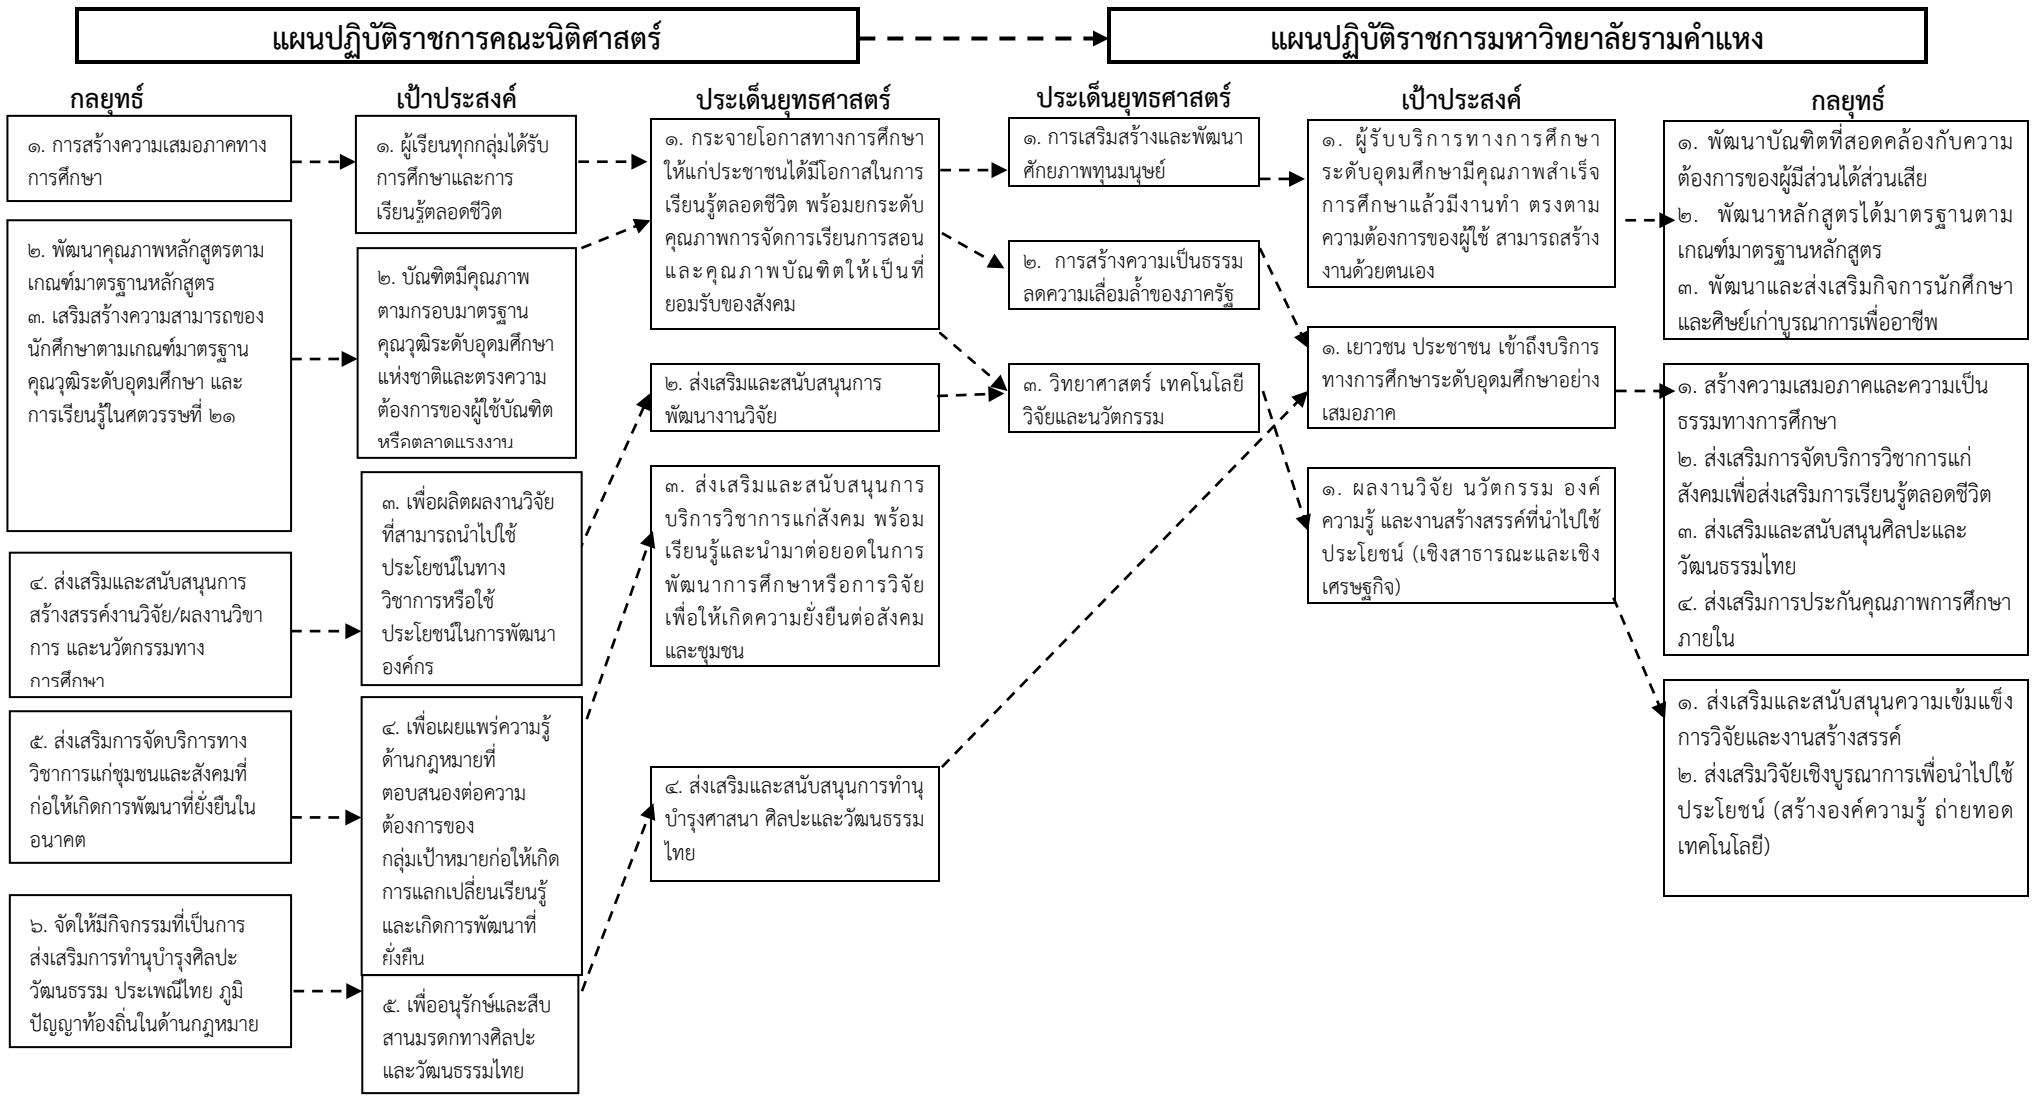 แผนปฏิบัติราชการคณะนิติศาสตร์
แผนปฏิบัติราชการมหาวิทยาลัยรามคำแหง
กลยุทธ์
เป้าประสงค์
ประเด็นยุทธศาสตร์
ประเด็นยุทธศาสตร์
เป้าประสงค์
กลยุทธ์
๑. การสร้างความเสมอภาคทาง
การศึกษา
๒. พัฒนาคุณภาพหลักสูตรตาม
เกณฑ์มาตรฐานหลักสูตร
๓. เสริมสร้างความสามารถของ
นักศึกษาตามเกณฑ์มาตรฐาน
คุณวุฒิระดับอุดมศึกษา และ
การเรียนรู้ในศตวรรษที่ ๒๑
๔. ส่งเสริมและสนับสนุนการ
สร้างสรรค์งานวิจัย/ผลงานวิขา
การ และนวัตกรรมทาง
การศึกษา
๕. ส่งเสริมการจัดบริการทาง
วิชาการแก่ชุมชนและสังคมที่
ก่อให้เกิดการพัฒนาที่ยั่งยืนใน
อนาคต
๖. จัดให้มีกิจกรรมที่เป็นการ
ส่งเสริมการทำนุบำรุงศิลปะ
วัฒนธรรม ประเพณีไทย ภูมิ
ปัญญาท้องถิ่นในด้านกฎหมาย
๑. ผู้เรียนทุกกลุ่มได้รับ
การศึกษาและการ
เรียนรู้ตลอดชีวิต
๒. บัณฑิตมีคุณภาพ
ตามกรอบมาตรฐาน
คุณวุฒิระดับอุดมศึกษา
แห่งชาติและตรงความ
ต้องการของผู้ใช้บัณฑิต
หรือตลาดแรงงาน
๓. เพื่อผลิตผลงานวิจัย
ที่สามารถนำไปใช้
ประโยชน์ในทาง
วิชาการหรือใช้
ประโยชน์ในการพัฒนา
องค์กร
๔. เพื่อเผยแพร่ความรู้
ด้านกฎหมายที่
ตอบสนองต่อความ
ต้องการของ
กลุ่มเป้าหมายก่อให้เกิด
การแลกเปลี่ยนเรียนรู้
และเกิดการพัฒนาที่
ยั่งยืน
๕. เพื่ออนุรักษ์และสืบ
สานมรดกทางศิลปะ
และวัฒนธรรมไทย
๑. กระจายโอกาสทางการศึกษา
ให้แก่ประชาชนได้มีโอกาสในการ
เรียนรู้ตลอดชีวิต พร้อมยกระดับ
คุณภาพการจัดการเรียนการสอน
และคุณภาพบัณฑิตให้เป็นที่
ยอมรับของสังคม
๒. ส่งเสริมและสนับสนุนการ
พัฒนางานวิจัย
๓. ส่งเสริมและสนับสนุนการ
บริการวิชาการแก่สังคม พร้อม
เรียนรู้และนำมาต่อยอดในการ
พัฒนาการศึกษาหรือการวิจัย
เพื่อให้เกิดความยั่งยืนต่อสังคม
และชุมชน
๔. ส่งเสริมและสนับสนุนการทำนุ
บำรุงศาสนา ศิลปะและวัฒนธรรม
ไทย
๑. การเสริมสร้างและพัฒนา
ศักยภาพทุนมนุษย์
๒. การสร้างความเป็นธรรม
ลดความเลื่อมล้ำของภาครัฐ
๓. วิทยาศาสตร์ เทคโนโลยี
วิจัยและนวัตกรรม
๑. ผู้รับบริการทางการศึกษา
ระดับอุดมศึกษามีคุณภาพสำเร็จ
การศึกษาแล้วมีงานทำ ตรงตาม
ความต้องการของผู้ใช้ สามารถสร้าง
งานด้วยตนเอง
๑. เยาวชน ประชาชน เข้าถึงบริการ
ทางการศึกษาระดับอุดมศึกษาอย่าง
เสมอภาค
๑. ผลงานวิจัย นวัตกรรม องค์
ความรู้ และงานสร้างสรรค์ที่นำไปใช้
ประโยชน์ (เชิงสาธารณะและเชิง
เศรษฐกิจ)
๑. พัฒนาบัณฑิตที่สอดคล้องกับความ
ต้องการของผู้มีส่วนได้ส่วนเสีย
๒. พัฒนาหลักสูตรได้มาตรฐานตาม
เกณฑ์มาตรฐานหลักสูตร
๓. พัฒนาและส่งเสริมกิจการนักศึกษา
และศิษย์เก่าบูรณาการเพื่ออาชีพ
๑. สร้างความเสมอภาคและความเป็น
ธรรมทางการศึกษา
๒. ส่งเสริมการจัดบริการวิชาการแก่
สังคมเพื่อส่งเสริมการเรียนรู้ตลอดชีวิต
๓. ส่งเสริมและสนับสนุนศิลปะและ
วัฒนธรรมไทย
๔. ส่งเสริมการประกันคุณภาพการศึกษา
ภายใน
๑. ส่งเสริมและสนับสนุนความเข้มแข็ง
การวิจัยและงานสร้างสรรค์
๒. ส่งเสริมวิจัยเชิงบูรณาการเพื่อนำไปใช้
ประโยชน์ (สร้างองค์ความรู้ ถ่ายทอด
เทคโนโลยี)